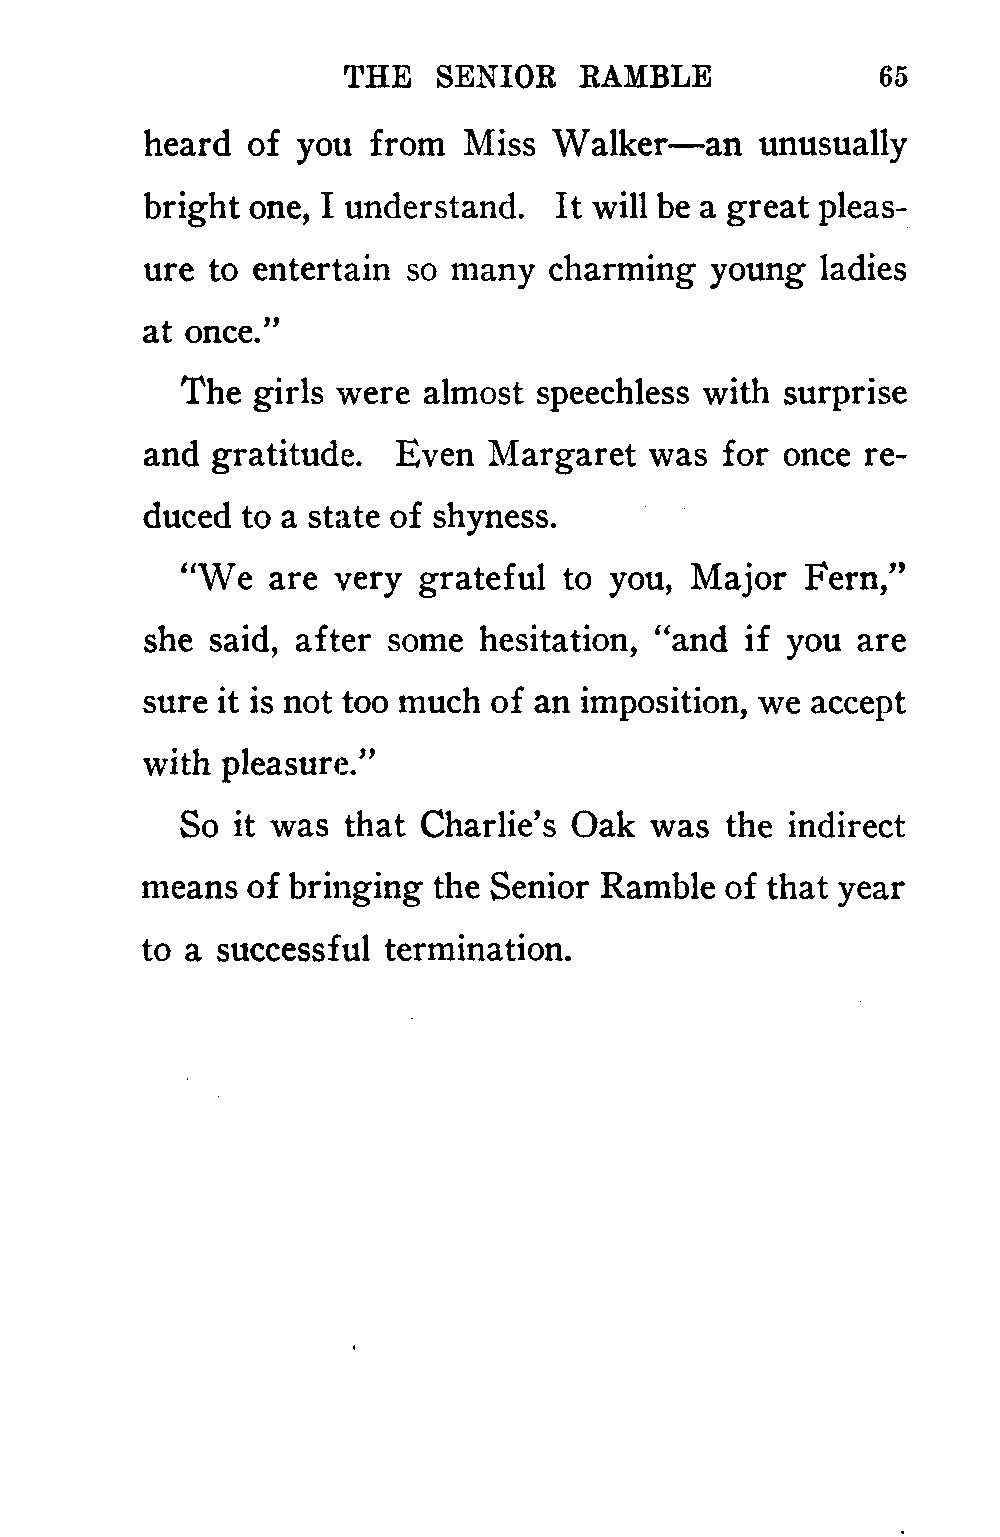 THE SENIOR RAMBLE 65
heard of you from Miss Walker—an unusually
bright one, I understand. It will be a great pleas-
ure to entertain so many charming young ladies
at once."
The girls were almost speechless with surprise
and gratitude. Even Margaret was for once re-
duced to a state of shyness.
"We are very grateful to you, Major Fern,"
she said, after some hesitation, "and if you are
sure it is not too much of an imposition, we accept
with pleasure."
So it was that Charlie's Oak was the indirect
means of bringing the Senior Ramble of that year
to a successful termination.